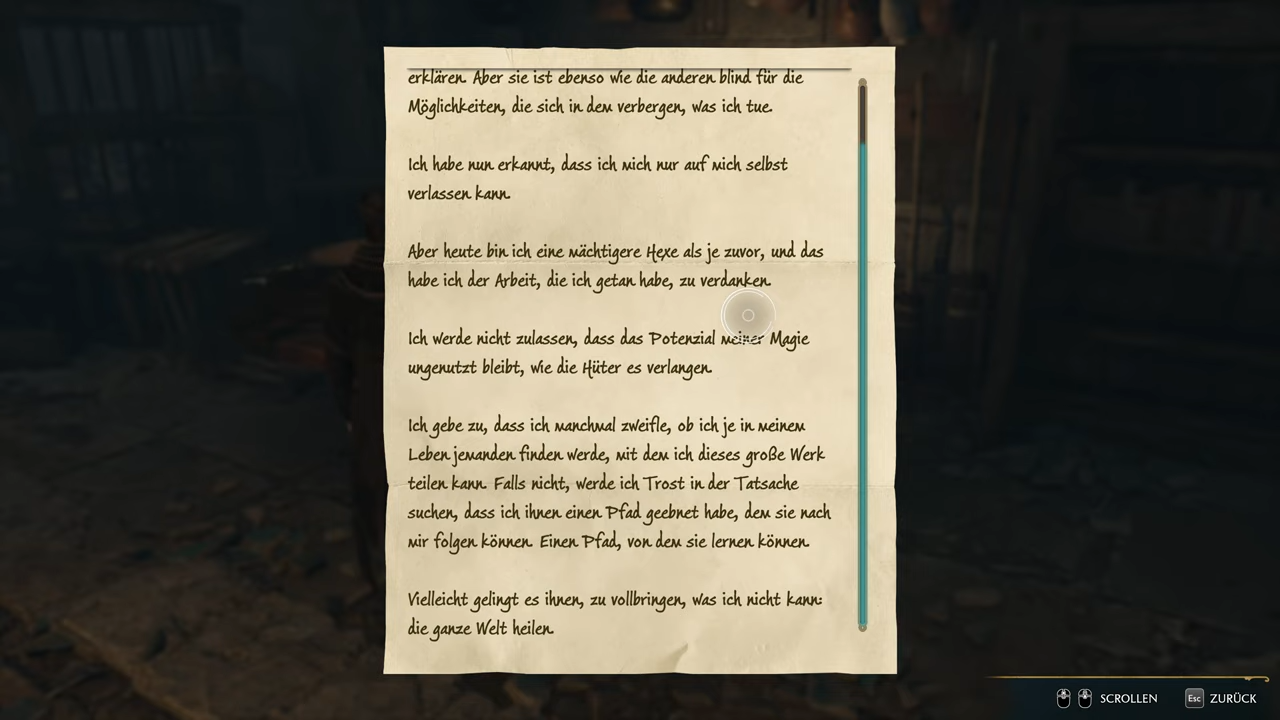 erklären. Aber sie ist ebenso wie die anderen blind für die
Möglichkeiten, die sich in dem verbergen, was ich tue.
Ich habe nun erkannt, dass ich mich nur auf mich selbst
verlassen kann.
Aber heute bin ich eine mächtigere Hexe als je zuvor, und das
habe ich der Arbeit, die ich getan habe, zu verdanken.
Ich werde nicht zulassen, dass das Potenzial meiner Magie
ungenutzt bleibt, wie die Hüter es verlangen.
Ich gebe zu, dass ich manchmal zweifle, ob ich je in meinem
Leben jemanden finden werde, mit dem ich dieses große Werk
teilen kann. Falls nicht, werde ich Trost in der Tatsache
suchen, dass ich ihnen einen Pfad geebnet habe, dem sie nach
mir folgen können. Einen Pfad, von dem sie lernen können.
Vielleicht gelingt es ihnen, zu vollbringen, was ich nicht kann:
die ganze Welt heilen.
SCROLLEN Esc ZURÜCK